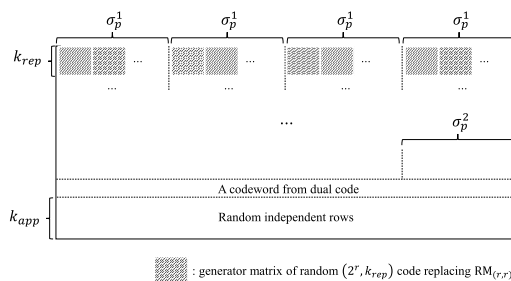 σ_p^1 σ_p^1 σ_p^1 σ_p^1
k_rep ... ... ... ...
... ... ... ...
...
σ_p^2
A codeword from dual code
k_app Random independent rows
: generator matrix of random (2^r, k_rep) code replacing RM_(r,r)